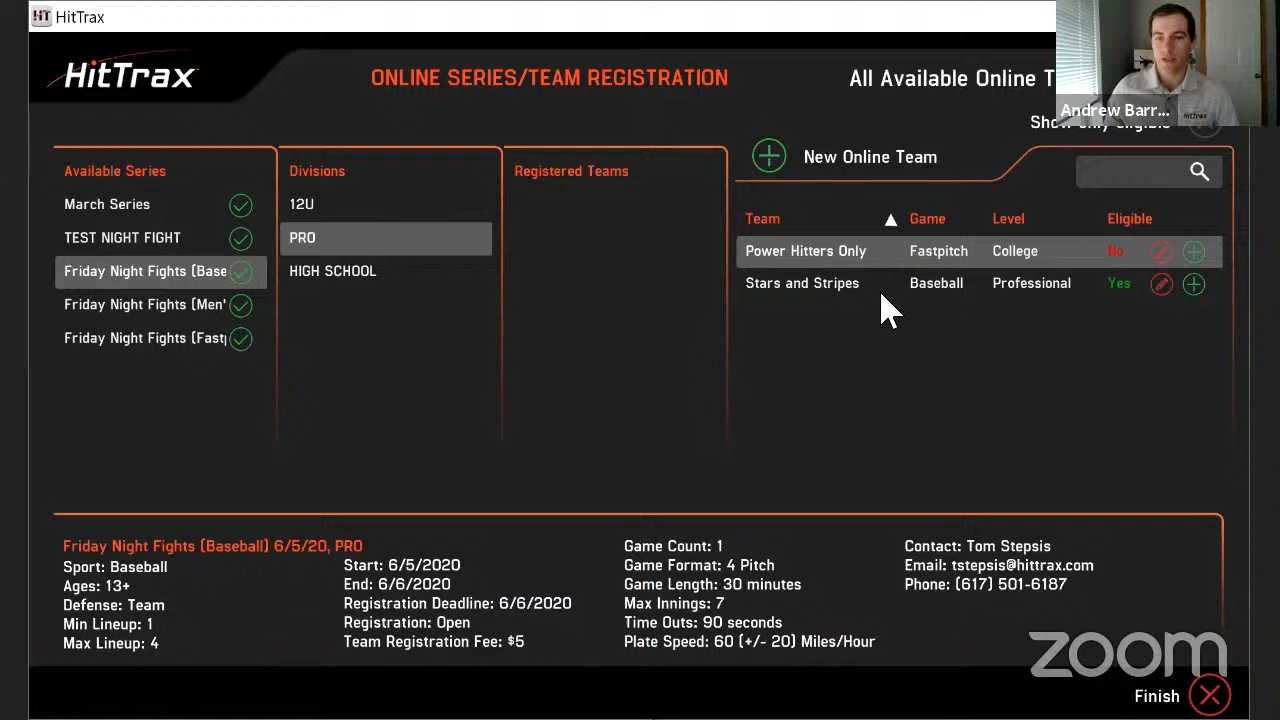 HT HitTrax
HitTrax
ONLINE SERIES/TEAM REGISTRATION
All Available Online T
Andrew Barr...
Show only eligible
New Online Team
Available Series
Divisions
Registered Teams
March Series
TEST NIGHT FIGHT
Friday Night Fights (Base
Friday Night Fights (Men'
Friday Night Fights (Fast
12U
PRO
HIGH SCHOOL
Team Game Level Eligible
Power Hitters Only Fastpitch College No
Stars and Stripes Baseball Professional Yes
Friday Night Fights (Baseball) 6/5/20, PRO
Sport: Baseball
Ages: 13+
Defense: Team
Min Lineup: 1
Max Lineup: 4
Start: 6/5/2020
End: 6/6/2020
Registration Deadline: 6/6/2020
Registration: Open
Team Registration Fee: $5
Game Count: 1
Game Format: 4 Pitch
Game Length: 30 minutes
Max Innings: 7
Time Outs: 90 seconds
Plate Speed: 60 (+/- 20) Miles/Hour
Contact: Tom Stepsis
Email: tstepsis@hittrax.com
Phone: (617) 501-6187
zoom
Finish